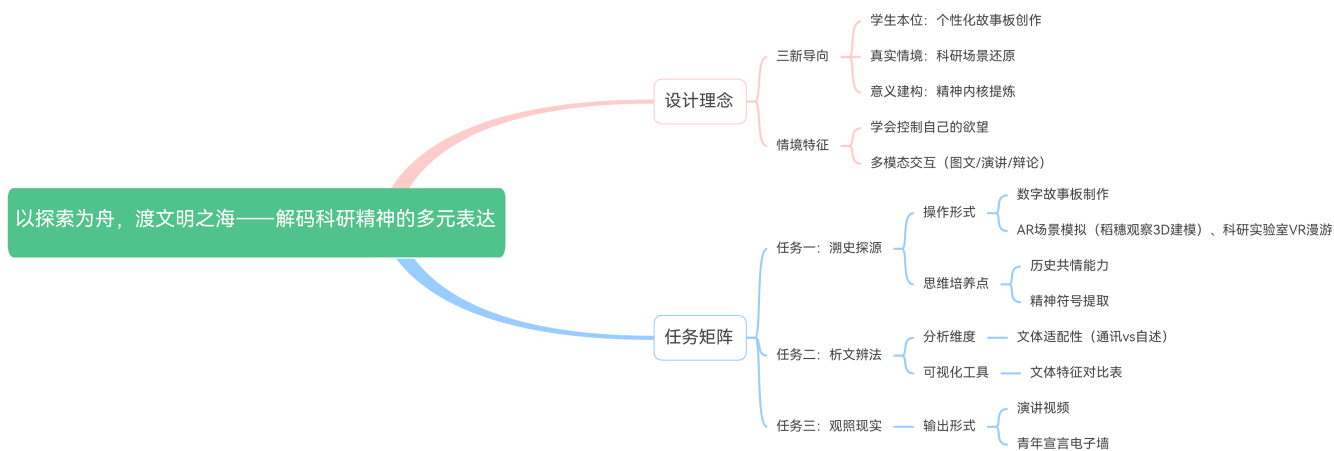 以探索为舟，渡文明之海——解码科研精神的多元表达
设计理念
三新导向
学生本位：个性化故事板创作
真实情境：科研场景还原
意义建构：精神内核提炼
情境特征
学会控制自己的欲望
多模态交互（图文/演讲/辩论）
任务矩阵
任务一：溯史探源
操作形式
数字故事板制作
AR场景模拟（稻穗观察3D建模）、科研实验室VR漫游
思维培养点
历史共情能力
精神符号提取
任务二：析文辨法
分析维度
文体适配性（通讯vs自述）
可视化工具
文体特征对比表
任务三：观照现实
输出形式
演讲视频
青年宣言电子墙